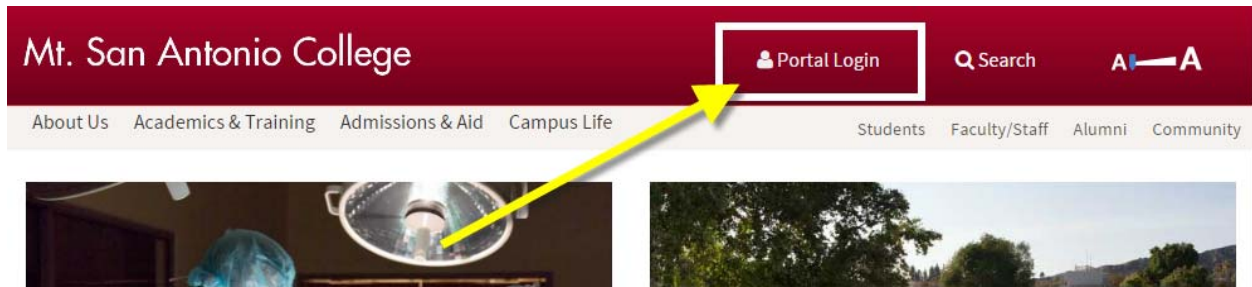 Mt. San Antonio College
Portal Login
Search
A A
About Us Academics & Training Admissions & Aid Campus Life
Students Faculty/Staff Alumni Community